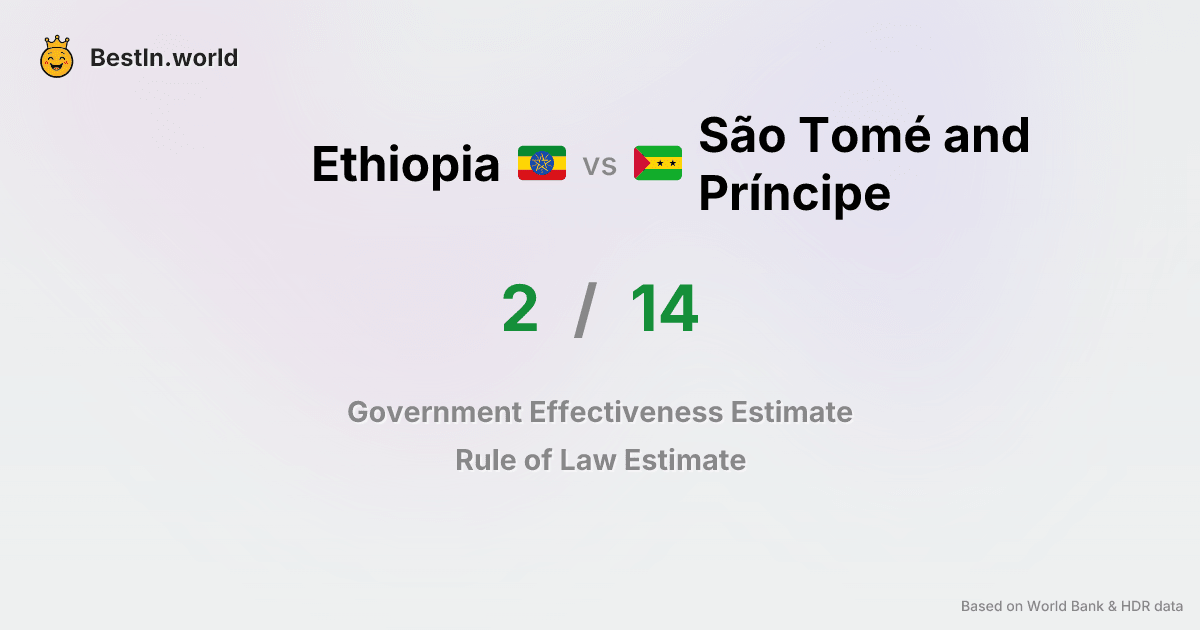 BestIn.world
Ethiopia vs São Tomé and
Príncipe
2 / 14
Government Effectiveness Estimate
Rule of Law Estimate
Based on World Bank & HDR data